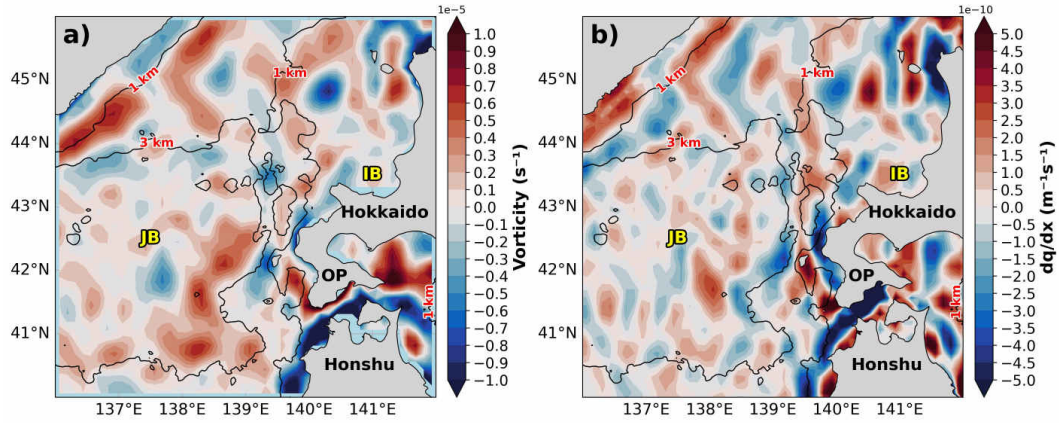 1e−5
1e−10
a)
b)
45°N
44°N
43°N
42°N
41°N
137°E
138°E
139°E
140°E
141°E
1 km
1 km
3 km
1 km
IB
JB
Hokkaido
OP
Honshu
1.0
0.9
0.8
0.7
0.6
0.5
0.4
0.3
0.2
0.1
0.0
−0.1
−0.2
−0.3
−0.4
−0.5
−0.6
−0.7
−0.8
−0.9
−1.0
Vorticity (s⁻¹)
45°N
44°N
43°N
42°N
41°N
137°E
138°E
139°E
140°E
141°E
1 km
1 km
3 km
1 km
IB
JB
Hokkaido
OP
Honshu
5.0
4.5
4.0
3.5
3.0
2.5
2.0
1.5
1.0
0.5
0.0
−0.5
−1.0
−1.5
−2.0
−2.5
−3.0
−3.5
−4.0
−4.5
−5.0
dq/dx (m⁻¹s⁻¹)